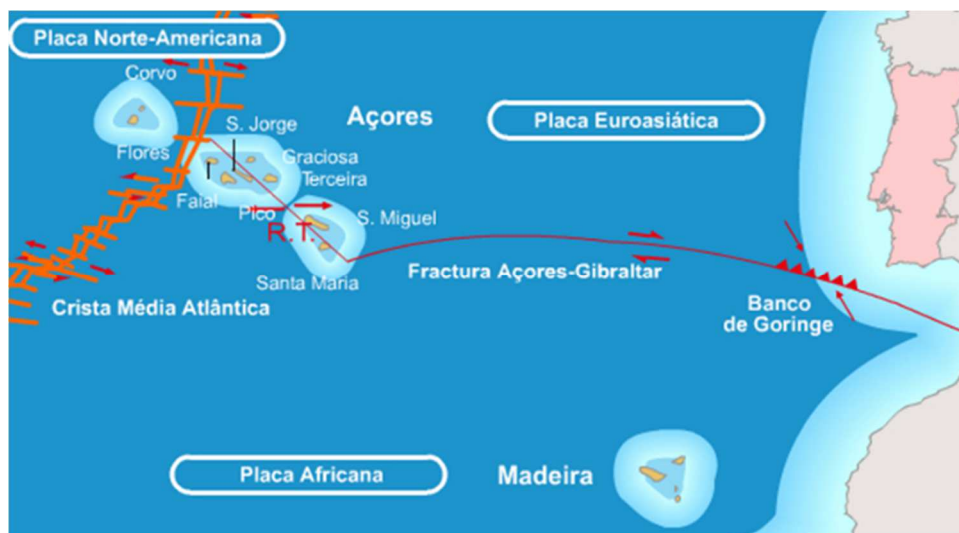 Placa Norte-Americana
Corvo
Flores
S. Jorge
Açores
Graciosa
Terceira
Faial
Pico
R.T.
S. Miguel
Santa Maria
Placa Euroasiática
Fractura Açores-Gibraltar
Crista Média Atlântica
Banco
de Goringe
Placa Africana
Madeira